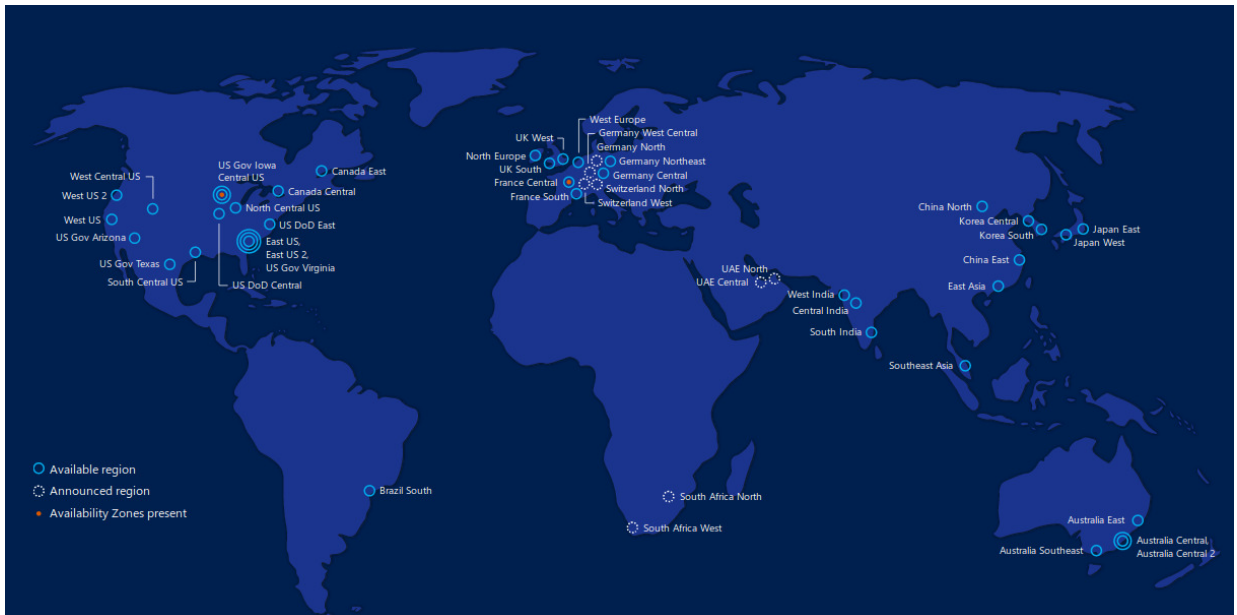 West Europe
Germany West Central
UK West
Germany North
North Europe
Germany Northeast
UK South
US Gov Iowa
Central US
Canada East
West Central US
Germany Central
France Central
Switzerland North
Canada Central
West US 2
France South
Switzerland West
North Central US
China North
West US
Korea Central
US DoD East
Japan East
Korea South
US Gov Arizona
East US,
East US 2,
US Gov Virginia
Japan West
China East
US Gov Texas
UAE North
South Central US
UAE Central
US DoD Central
East Asia
West India
Central India
South India
Southeast Asia
Available region
Announced region
Availability Zones present
Brazil South
South Africa North
South Africa West
Australia East
Australia Central,
Australia Central 2
Australia Southeast